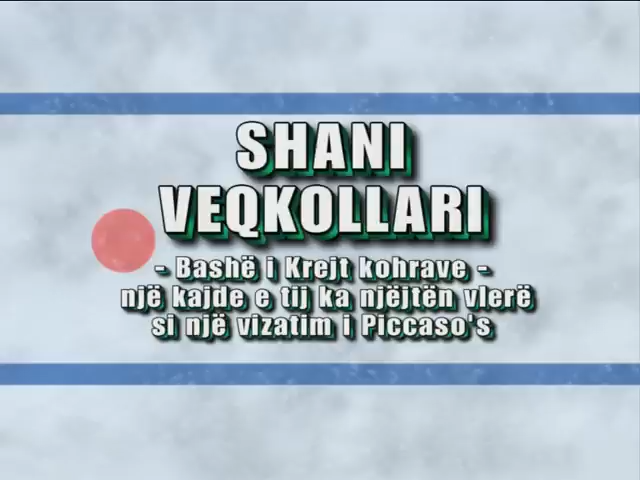 SHANI
VEQKOLLARI
- Bashë i Krejt kohrave -
një kajde e tij ka njëjtën vlerë
si një vizatim i Piccaso's